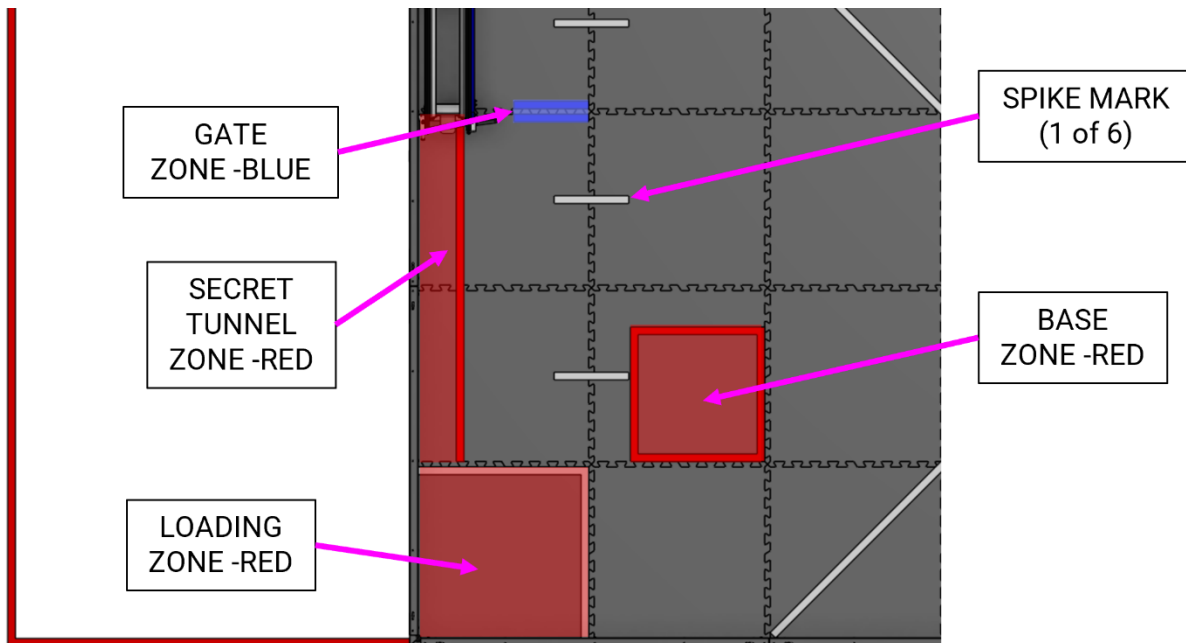 GATE
ZONE -BLUE
SPIKE MARK
(1 of 6)
SECRET
TUNNEL
ZONE -RED
BASE
ZONE -RED
LOADING
ZONE -RED